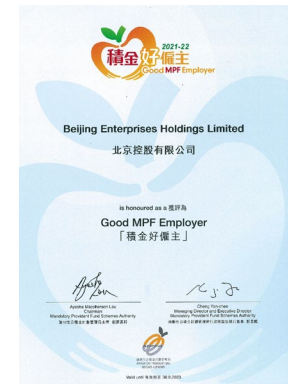 積金好僱主 2021-22
Good MPF Employer
Beijing Enterprises Holdings Limited
北京控股有限公司
is honoured as a 獲評為
Good MPF Employer
「積金好僱主」
Ayesha Macpherson Lau
Chairman
Mandatory Provident Fund Schemes Authority
Cheng Yan-chee
Managing Director and Executive Director
Mandatory Provident Fund Schemes Authority
Valid until